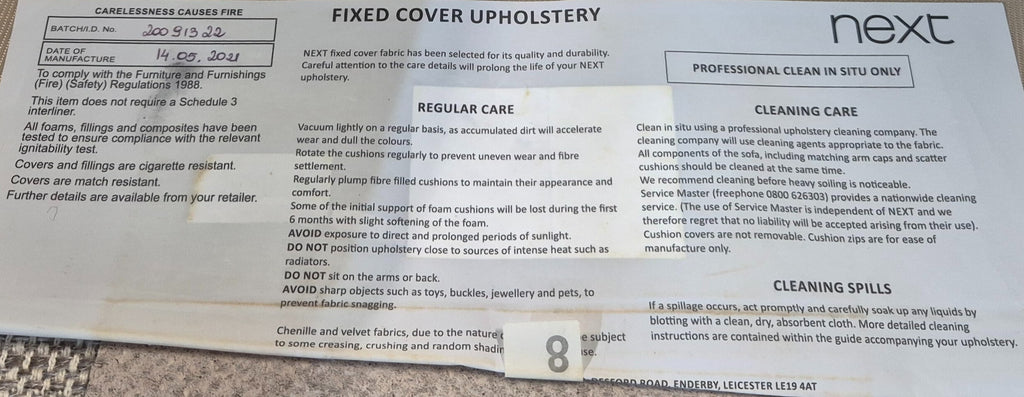 CARELESSNESS CAUSES FIRE
BATCH/I.D. No. 20091322
DATE OF
MANUFACTURE 14.05.2021
To comply with the Furniture and Furnishings
(Fire) (Safety) Regulations 1988.
This item does not require a Schedule 3
interliner.
All foams, fillings and composites have been
tested to ensure compliance with the relevant
ignitability test.
Covers and fillings are cigarette resistant.
Covers are match resistant.
Further details are available from your retailer.
FIXED COVER UPHOLSTERY
NEXT fixed cover fabric has been selected for its quality and durability.
Careful attention to the care details will prolong the life of your NEXT
upholstery.
REGULAR CARE
Vacuum lightly on a regular basis, as accumulated dirt will accelerate
wear and dull the colours.
Rotate the cushions regularly to prevent uneven wear and fibre
settlement.
Regularly plump fibre filled cushions to maintain their appearance and
comfort.
Some of the initial support of foam cushions will be lost during the first
6 months with slight softening of the foam.
AVOID exposure to direct and prolonged periods of sunlight.
DO NOT position upholstery close to sources of intense heat such as
radiators.
DO NOT sit on the arms or back.
AVOID sharp objects such as toys, buckles, jewellery and pets, to
prevent fabric snagging.
Chenille and velvet fabrics, due to the nature e subject
to some creasing, crushing and random shadin se.
8
next
PROFESSIONAL CLEAN IN SITU ONLY
CLEANING CARE
Clean in situ using a professional upholstery cleaning company. The
cleaning company will use cleaning agents appropriate to the fabric.
All components of the sofa, including matching arm caps and scatter
cushions should be cleaned at the same time.
We recommend cleaning before heavy soiling is noticeable.
Service Master (freephone 0800 626303) provides a nationwide cleaning
service. (The use of Service Master is independent of NEXT and we
therefore regret that no liability will be accepted arising from their use).
Cushion covers are not removable. Cushion zips are for ease of
manufacture only.
CLEANING SPILLS
If a spillage occurs, act promptly and carefully soak up any liquids by
blotting with a clean, dry, absorbent cloth. More detailed cleaning
instructions are contained within the guide accompanying your upholstery.
ROAD, ENDERBY, LEICESTER LE19 4AT